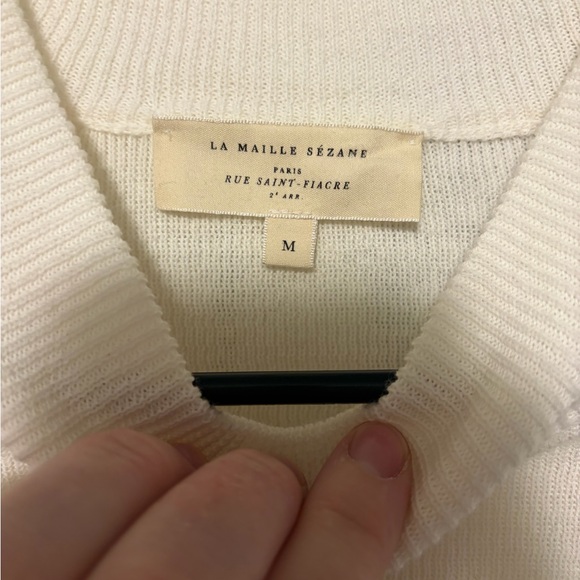 LA MAILLE SÉZANE
PARIS
RUE SAINT-FIACRE
2ᵉ ARR.
M